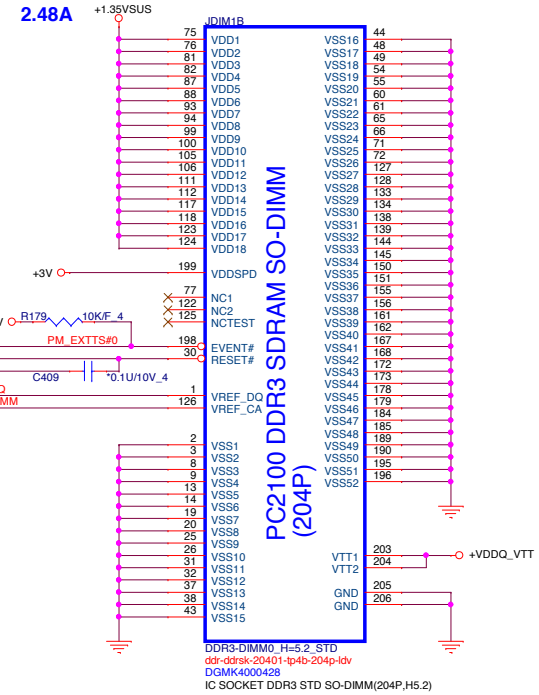 2.48A
+1.35VSUS
JDIM1B
75 VDD1 VSS16 44
76 VDD2 VSS17 48
81 VDD3 VSS18 49
82 VDD4 VSS19 54
87 VDD5 VSS20 55
88 VDD6 VSS21 60
93 VDD7 VSS22 61
94 VDD8 VSS23 65
99 VDD9 VSS24 66
100 VDD10 VSS25 71
105 VDD11 VSS26 72
106 VDD12 VSS27 127
111 VDD13 VSS28 128
112 VDD14 VSS29 133
117 VDD15 VSS30 134
118 VDD16 VSS31 138
123 VDD17 VSS32 139
124 VDD18 VSS33 144
VSS34 145
+3V 199 VDDSPD VSS35 150
VSS36 151
77 NC1 VSS37 155
122 NC2 VSS38 156
125 NCTEST VSS39 161
VSS40 162
R179 10K/F_4
PM_EXTTS#0 198 EVENT# VSS41 167
30 RESET# VSS42 168
VSS43 172
C409 *0.1U/10V_4 VSS44 173
1 VREF_DQ VSS45 178
126 VREF_CA VSS46 179
VSS47 184
VSS48 185
2 VSS1 VSS49 189
3 VSS2 VSS50 190
8 VSS3 VSS51 195
9 VSS4 VSS52 196
13 VSS5
14 VSS6
19 VSS7
20 VSS8
25 VSS9
26 VSS10 VTT1 203 +VDDQ_VTT
31 VSS11 VTT2 204
32 VSS12
37 VSS13 GND 205
38 VSS14 GND 206
43 VSS15
PC2100 DDR3 SDRAM SO-DIMM
(204P)
DDR3-DIMM0_H=5.2_STD
ddr-ddrsk-20401-tp4b-204p-ldv
DGMK4000428
IC SOCKET DDR3 STD SO-DIMM(204P,H5.2)